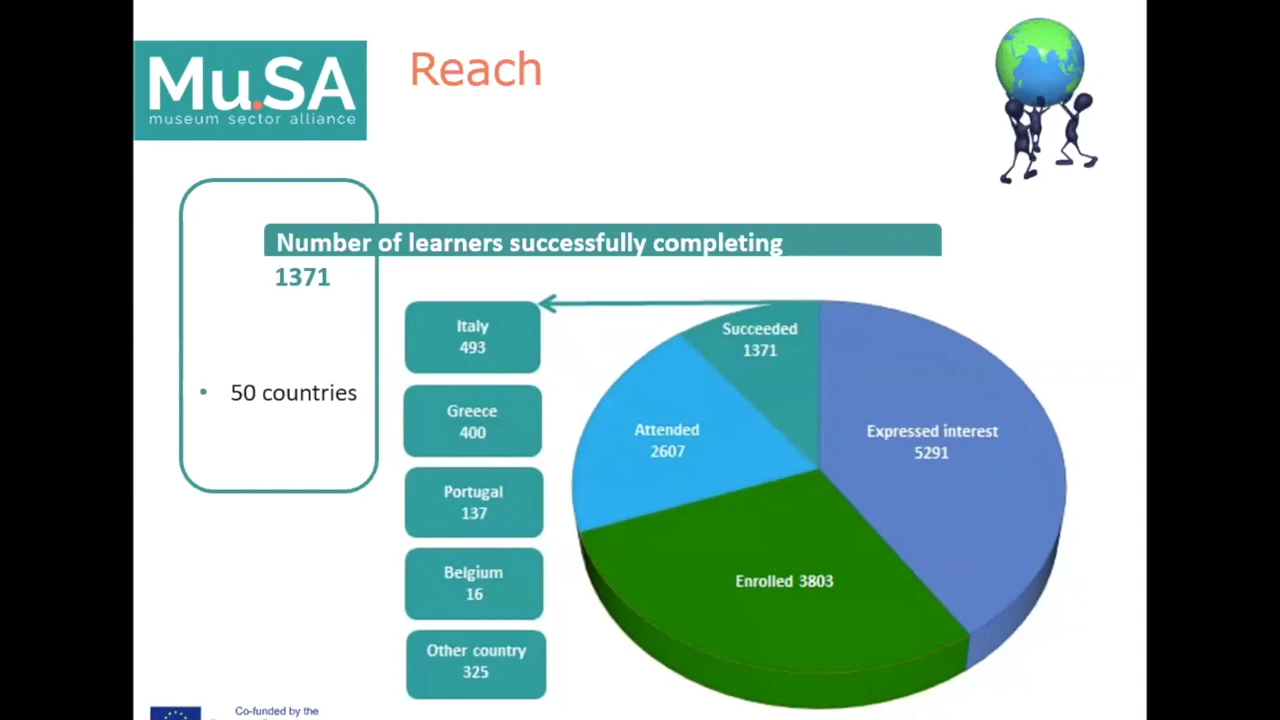 Mu.SA
museum sector alliance
Reach
Number of learners successfully completing
1371
• 50 countries
Italy
493
Greece
400
Portugal
137
Belgium
16
Other country
325
Succeeded
1371
Attended
2607
Expressed interest
5291
Enrolled 3803
Co-funded by the